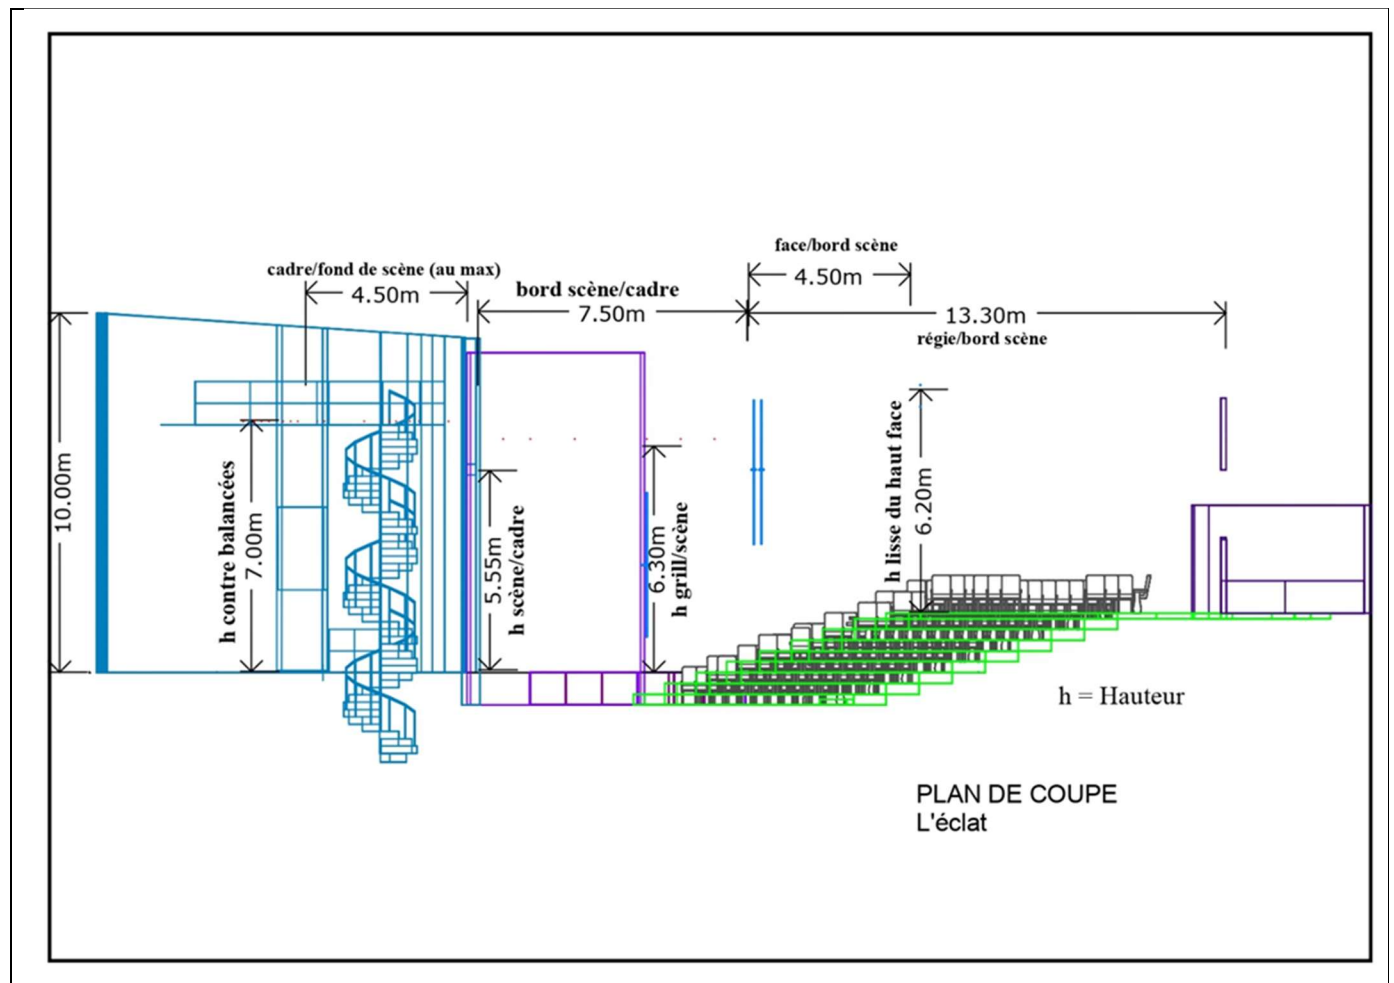 face/bord scène
4.50m
cadre/fond de scène (au max)
4.50m
bord scène/cadre
7.50m
13.30m
régie/bord scène
10.00m
h contre balancées
7.00m
5.55m
h scène/cadre
6.30m
h grill/scène
h lisse du haut face
6.20m
h = Hauteur
PLAN DE COUPE
L'éclat